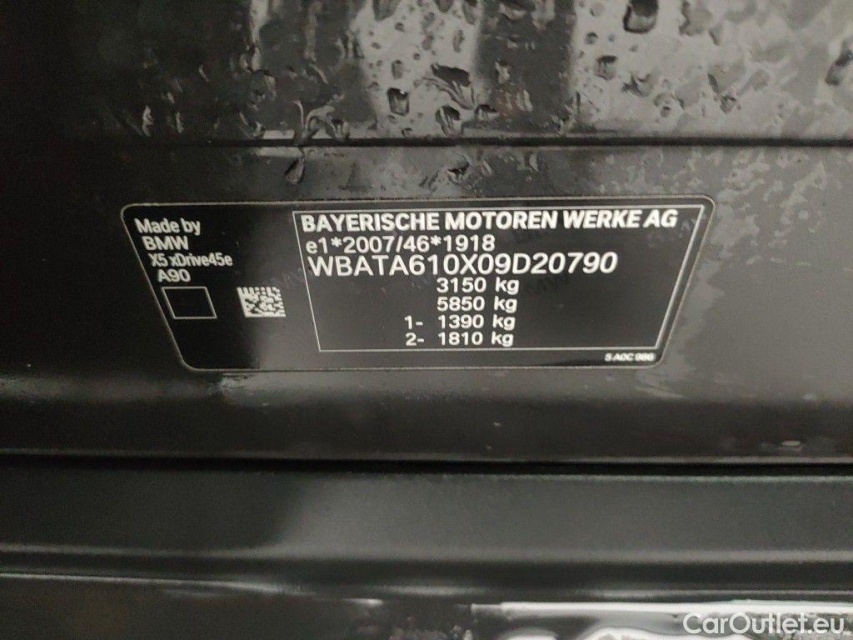 Made by
BMW
X5 xDrive45e
A90
BAYERISCHE MOTOREN WERKE AG
e1*2007/46*1918
WBATA610X09D20790
3150 kg
5850 kg
1- 1390 kg
2- 1810 kg
CarOutlet.eu